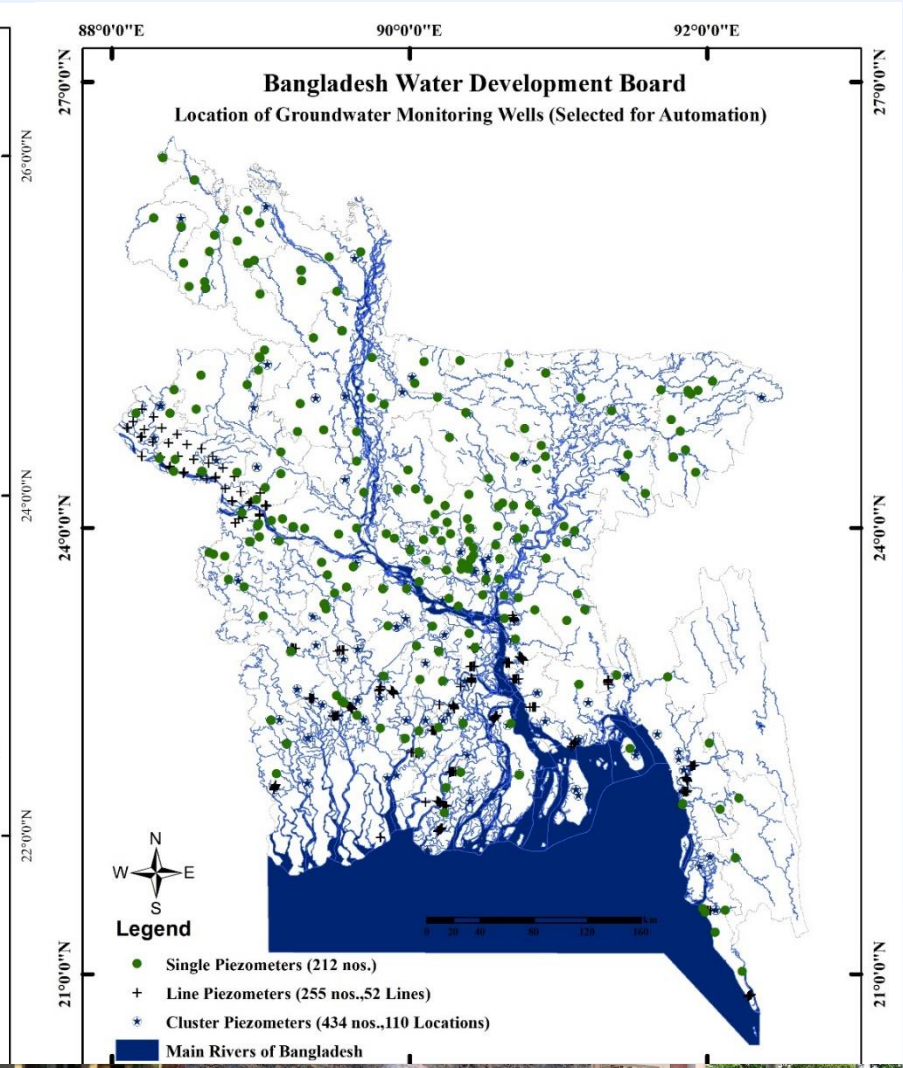 88°0'0"E 90°0'0"E 92°0'0"E
Bangladesh Water Development Board
Location of Groundwater Monitoring Wells (Selected for Automation)
27°0'0"N
27°0'0"N
26°0'0"N
24°0'0"N
24°0'0"N
24°0'0"N
22°0'0"N
N
W E
S
Legend
km
0 20 40 80 120 160
21°0'0"N
21°0'0"N
Single Piezometers (212 nos.)
Line Piezometers (255 nos.,52 Lines)
Cluster Piezometers (434 nos.,110 Locations)
Main Rivers of Bangladesh